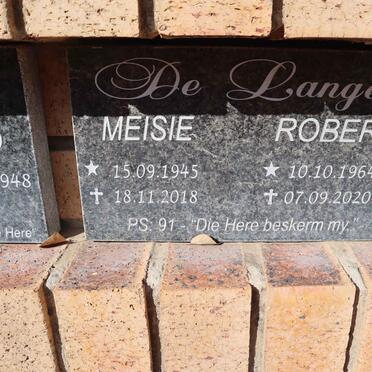 De Lange
MEISIE ROBER
★ 15.09.1945 ★ 10.10.1964
✝ 18.11.2018 ✝ 07.09.2020
PS: 91 - "Die Here beskerm my."
948
Here"